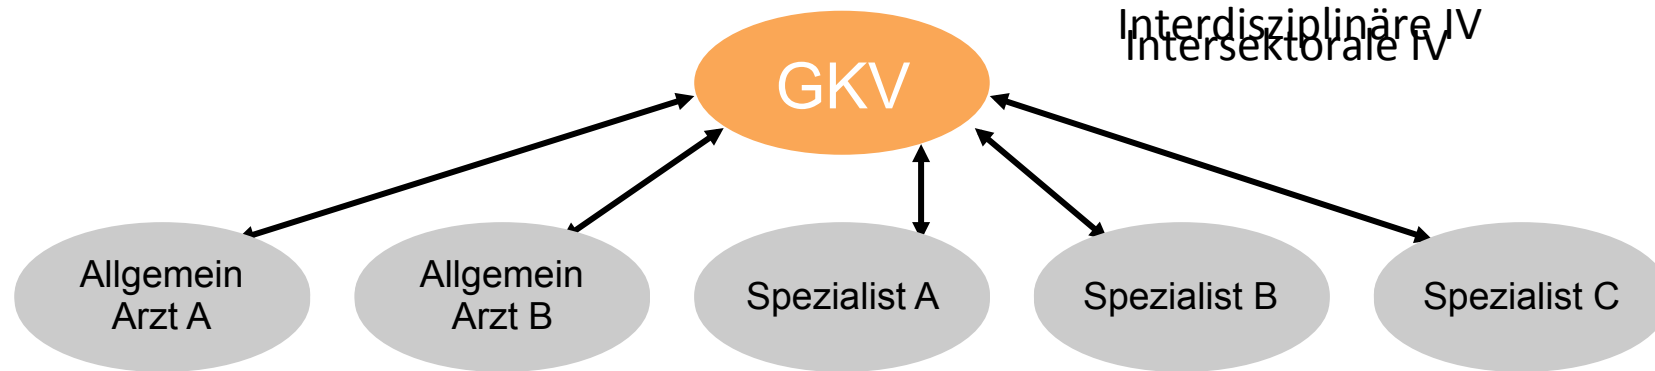 Interdisziplinäre IV
Intersektorale IV
GKV
Allgemein
Arzt A
Allgemein
Arzt B
Spezialist A
Spezialist B
Spezialist C